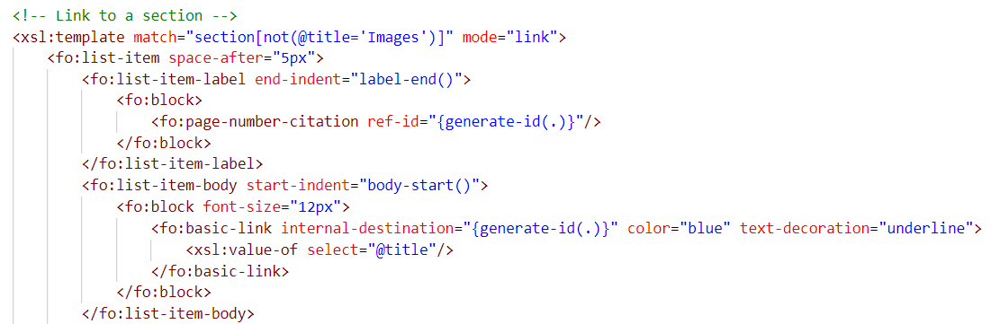 <!-- Link to a section -->
<xsl:template match="section[not(@title='Images')]" mode="link">
    <fo:list-item space-after="5px">
        <fo:list-item-label end-indent="label-end()">
            <fo:block>
                <fo:page-number-citation ref-id="{generate-id(.)}"/>
            </fo:block>
        </fo:list-item-label>
        <fo:list-item-body start-indent="body-start()">
            <fo:block font-size="12px">
                <fo:basic-link internal-destination="{generate-id(.)}" color="blue" text-decoration="underline">
                    <xsl:value-of select="@title"/>
                </fo:basic-link>
            </fo:block>
        </fo:list-item-body>